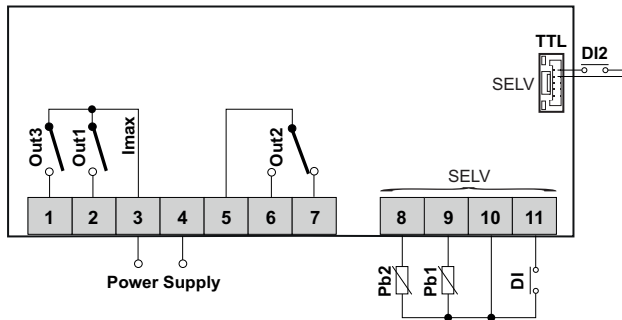 TTL
DI2
SELV
Out3
Out1
Imax
Out2
SELV
1 2 3 4 5 6 7 8 9 10 11
Power Supply
Pb2
Pb1
DI